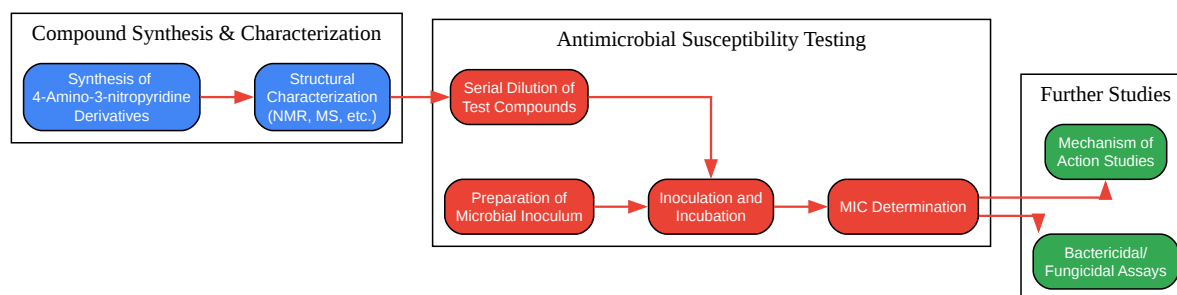 Compound Synthesis & Characterization
Synthesis of
4-Amino-3-nitropyridine
Derivatives
Structural
Characterization
(NMR, MS, etc.)
Antimicrobial Susceptibility Testing
Serial Dilution of
Test Compounds
Preparation of
Microbial Inoculum
Inoculation and
Incubation
MIC Determination
Further Studies
Mechanism of
Action Studies
Bactericidal/
Fungicidal Assays